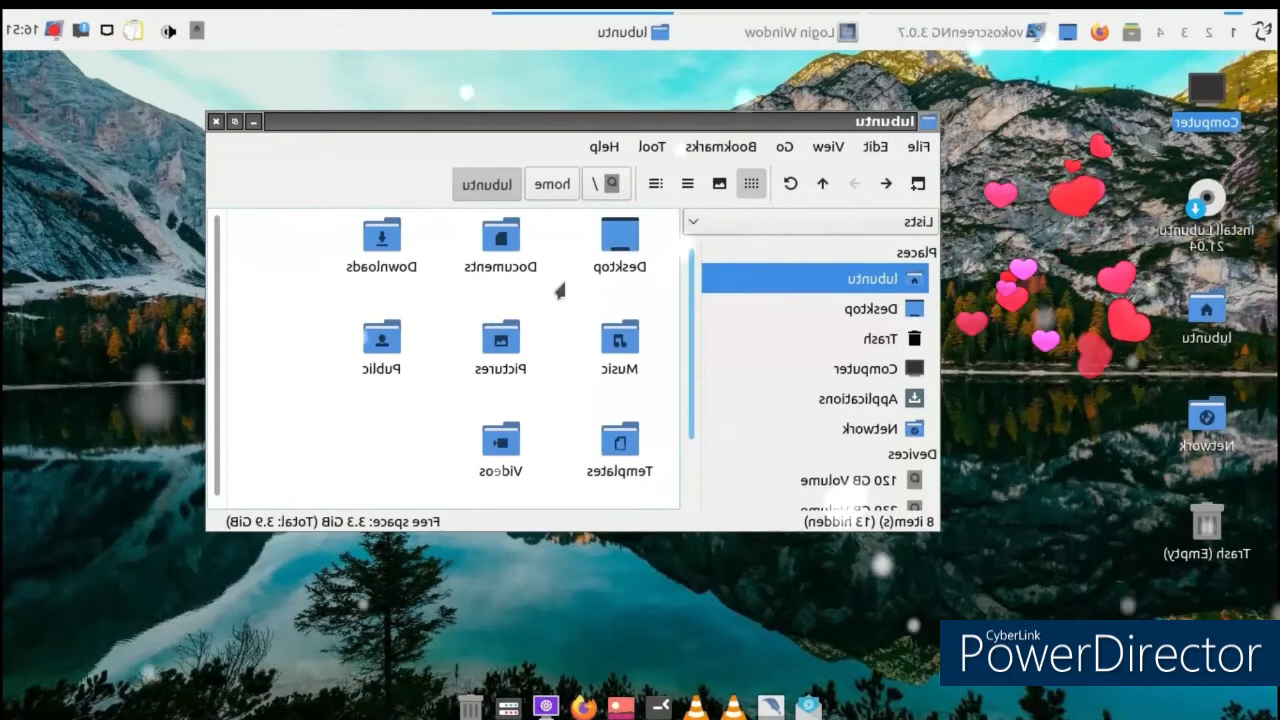 1 2 3 4 vokoscreenNG 3.0.7 Login Window lubuntu 16:51
Computer
Install Lubuntu
21.04
lubuntu
Network
Trash (Empty)
lubuntu
File Edit View Go Bookmarks Tool Help
/ home lubuntu
Lists
Places
lubuntu
Desktop
Trash
Computer
Applications
Network
Devices
120 GB Volume
Desktop Documents Downloads
Music Pictures Public
Templates Videos
8 item(s) (13 hidden) Free space: 3.3 GiB (Total: 3.9 GiB)
CyberLink
PowerDirector